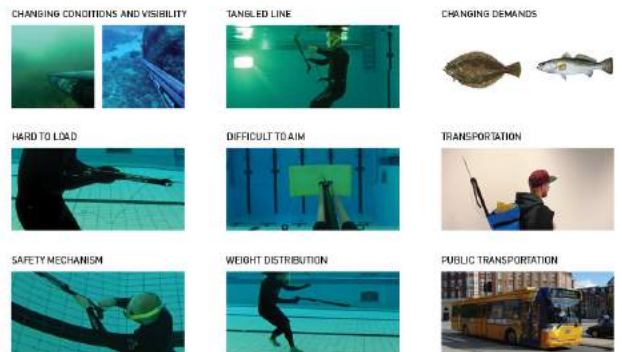 CHANGING CONDITIONS AND VISIBILITY
TANGLED LINE
CHANGING DEMANDS
HARD TO LOAD
DIFFICULT TO AIM
TRANSPORTATION
SAFETY MECHANISM
WEIGHT DISTRIBUTION
PUBLIC TRANSPORTATION